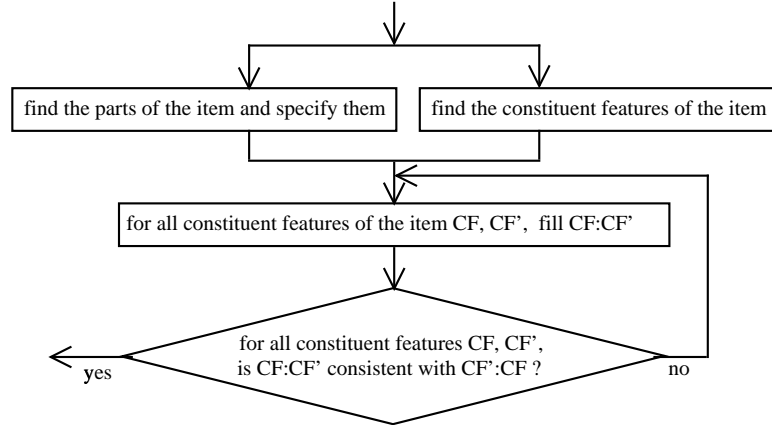 find the parts of the item and specify them
find the constituent features of the item
for all constituent features of the item CF, CF’, fill CF:CF’
for all constituent features CF, CF’,
is CF:CF’ consistent with CF’:CF ?
yes
no